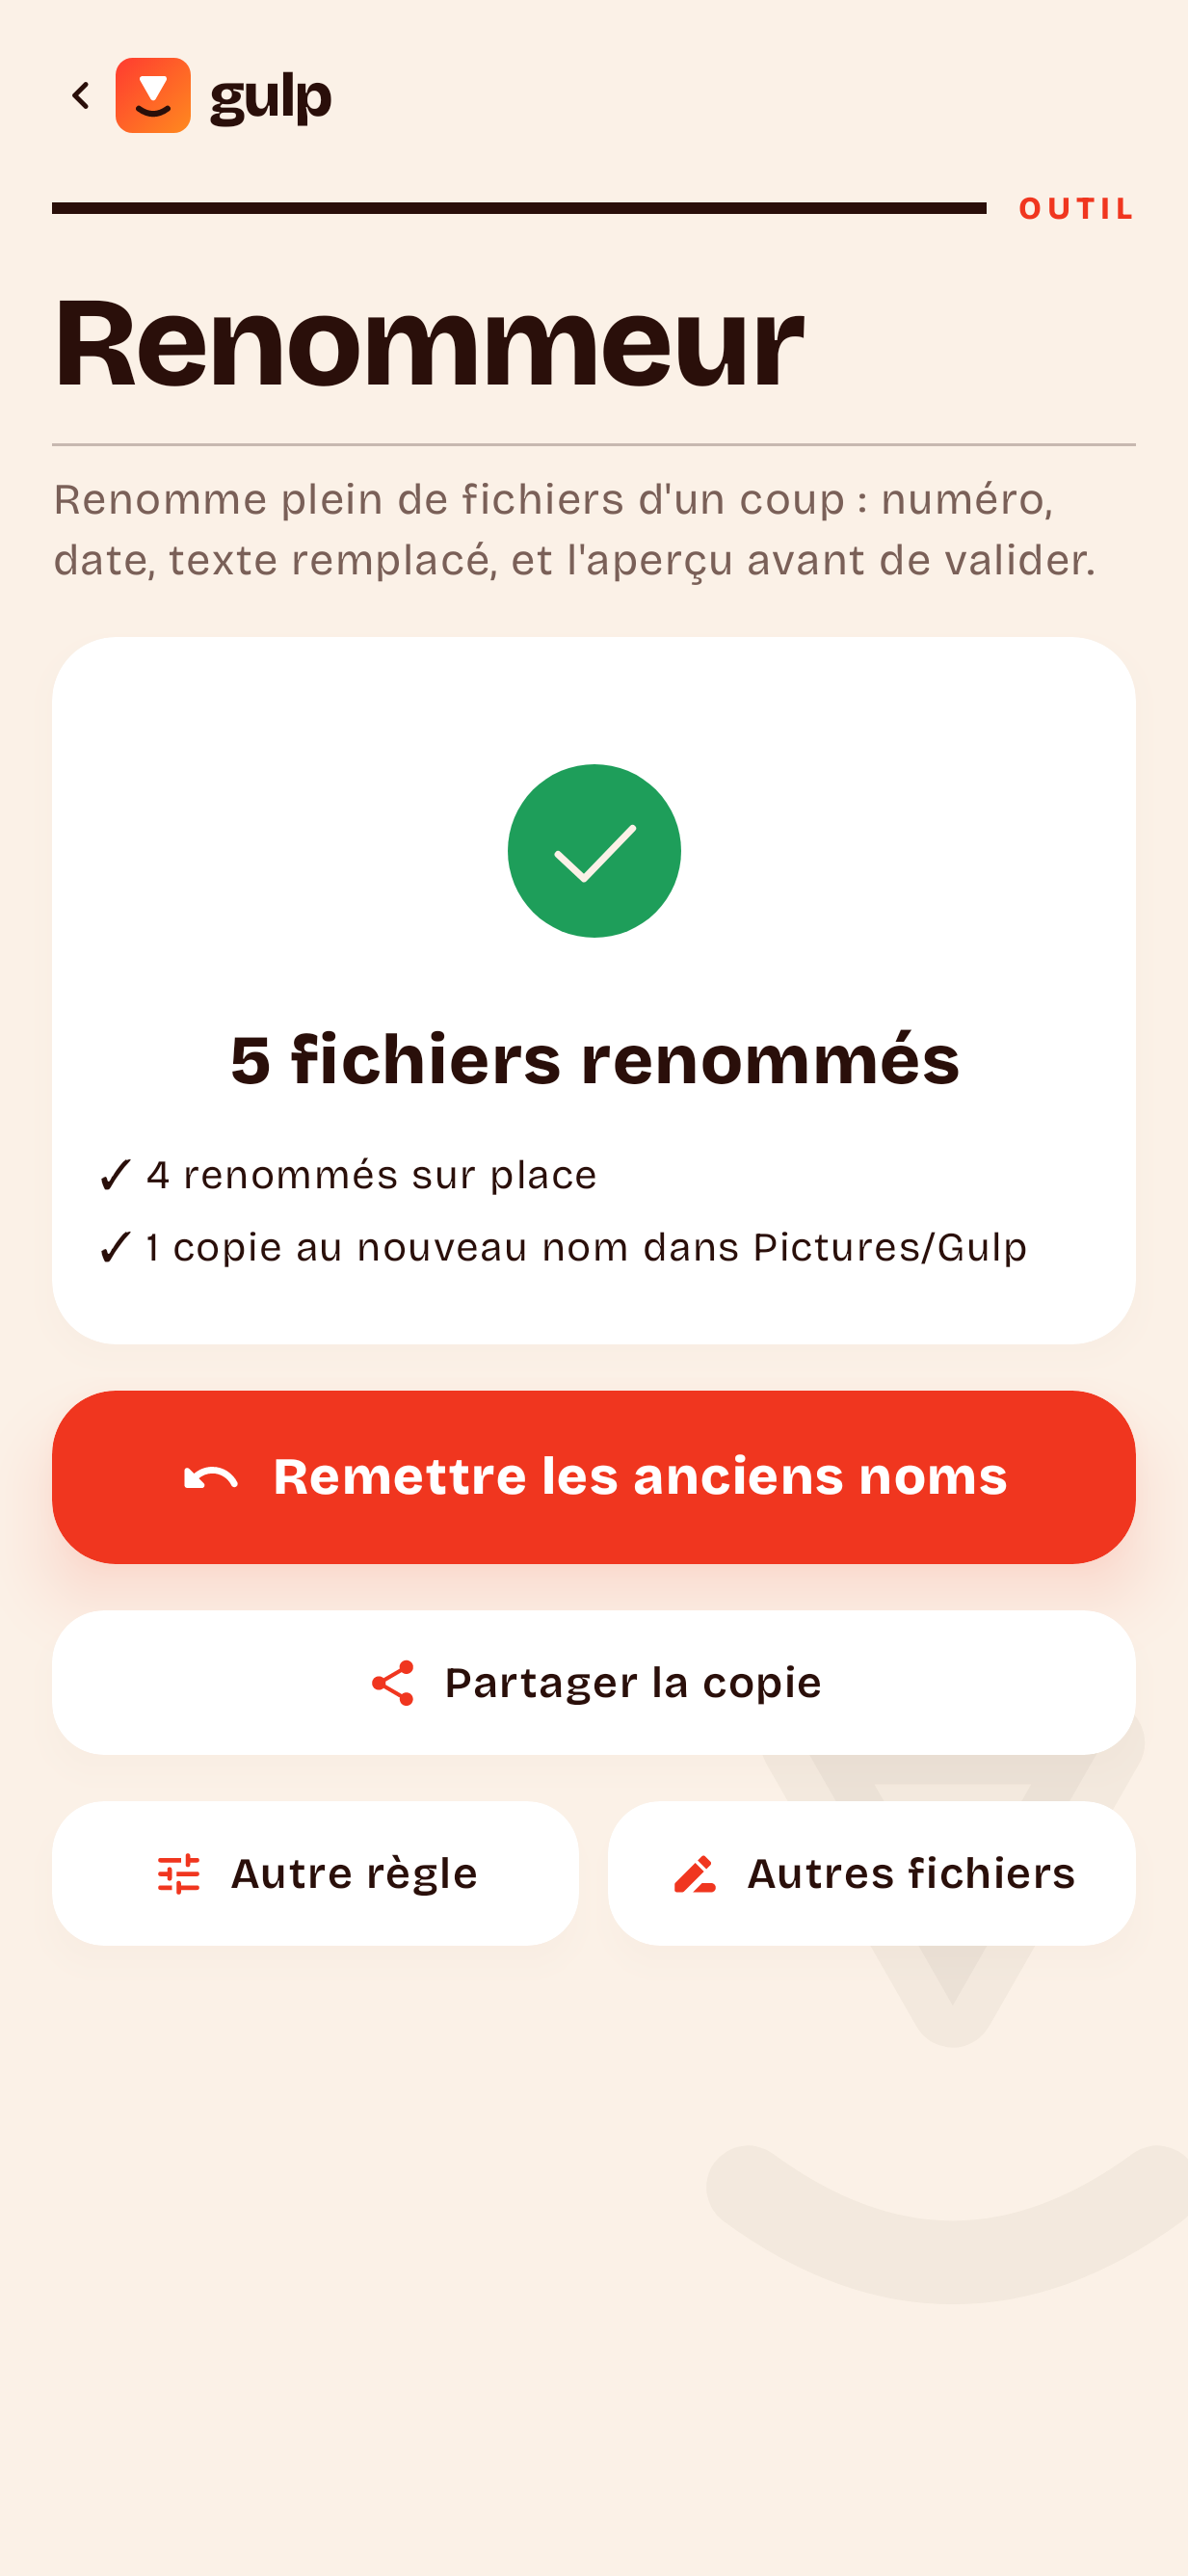 gulp
OUTIL
Renommeur
Renomme plein de fichiers d'un coup : numéro,
date, texte remplacé, et l'aperçu avant de valider.
5 fichiers renommés
✓ 4 renommés sur place
✓ 1 copie au nouveau nom dans Pictures/Gulp
Remettre les anciens noms
Partager la copie
Autre règle
Autres fichiers